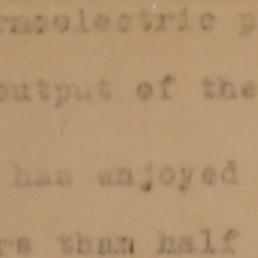 rmoelectric p
output of the
has enjoyed
rs than half